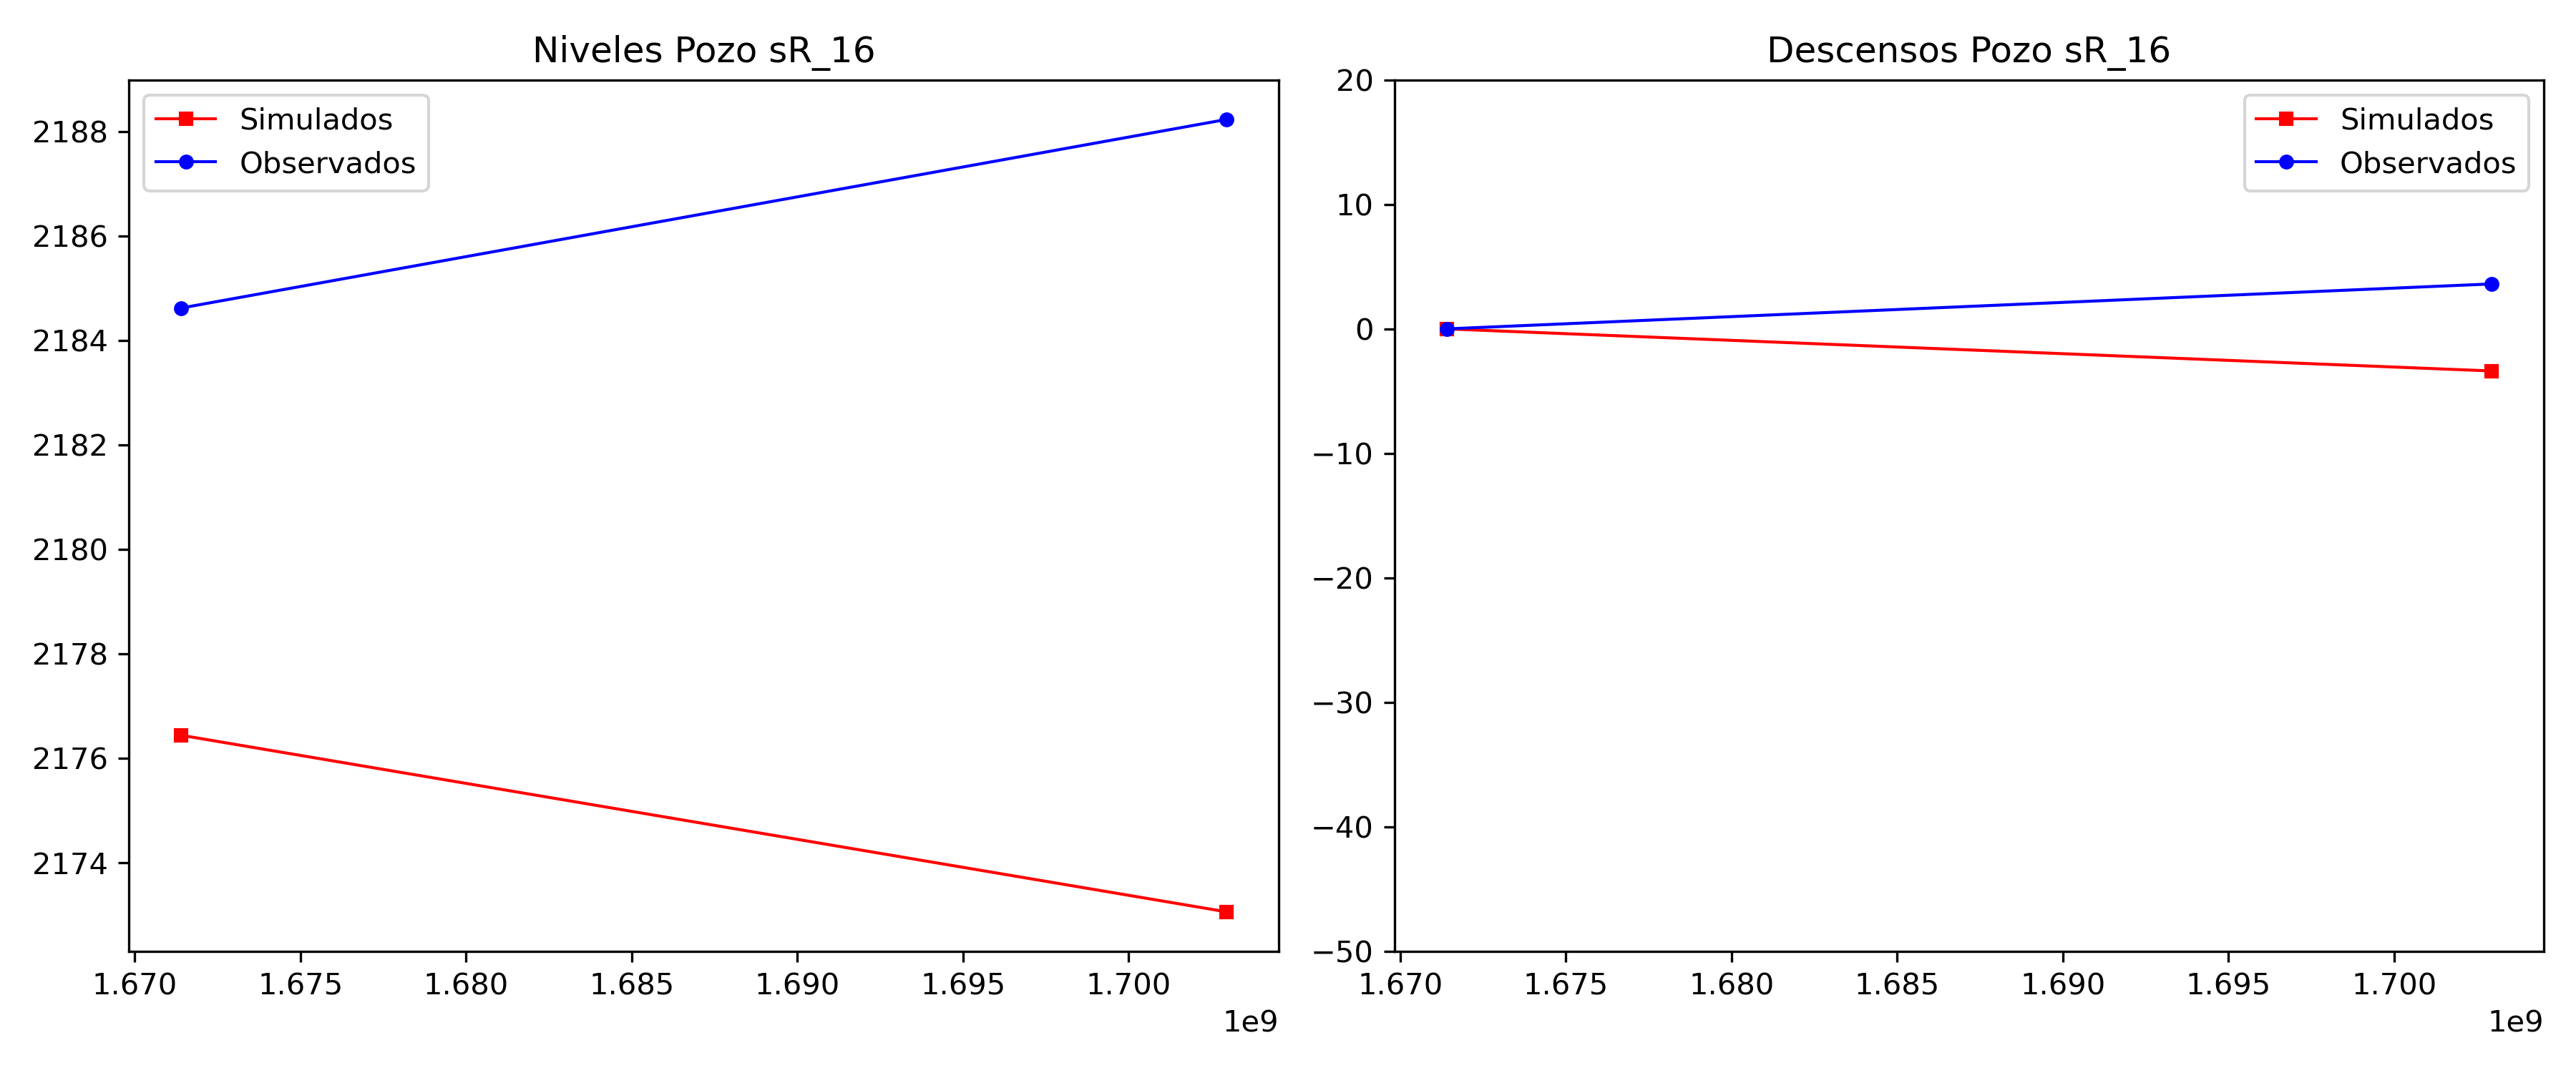 Niveles Pozo sR_16
Simulados
Observados
2188
2186
2184
2182
2180
2178
2176
2174
1.670 1.675 1.680 1.685 1.690 1.695 1.700
1e9
Descensos Pozo sR_16
Simulados
Observados
20
10
0
−10
−20
−30
−40
−50
1.670 1.675 1.680 1.685 1.690 1.695 1.700
1e9